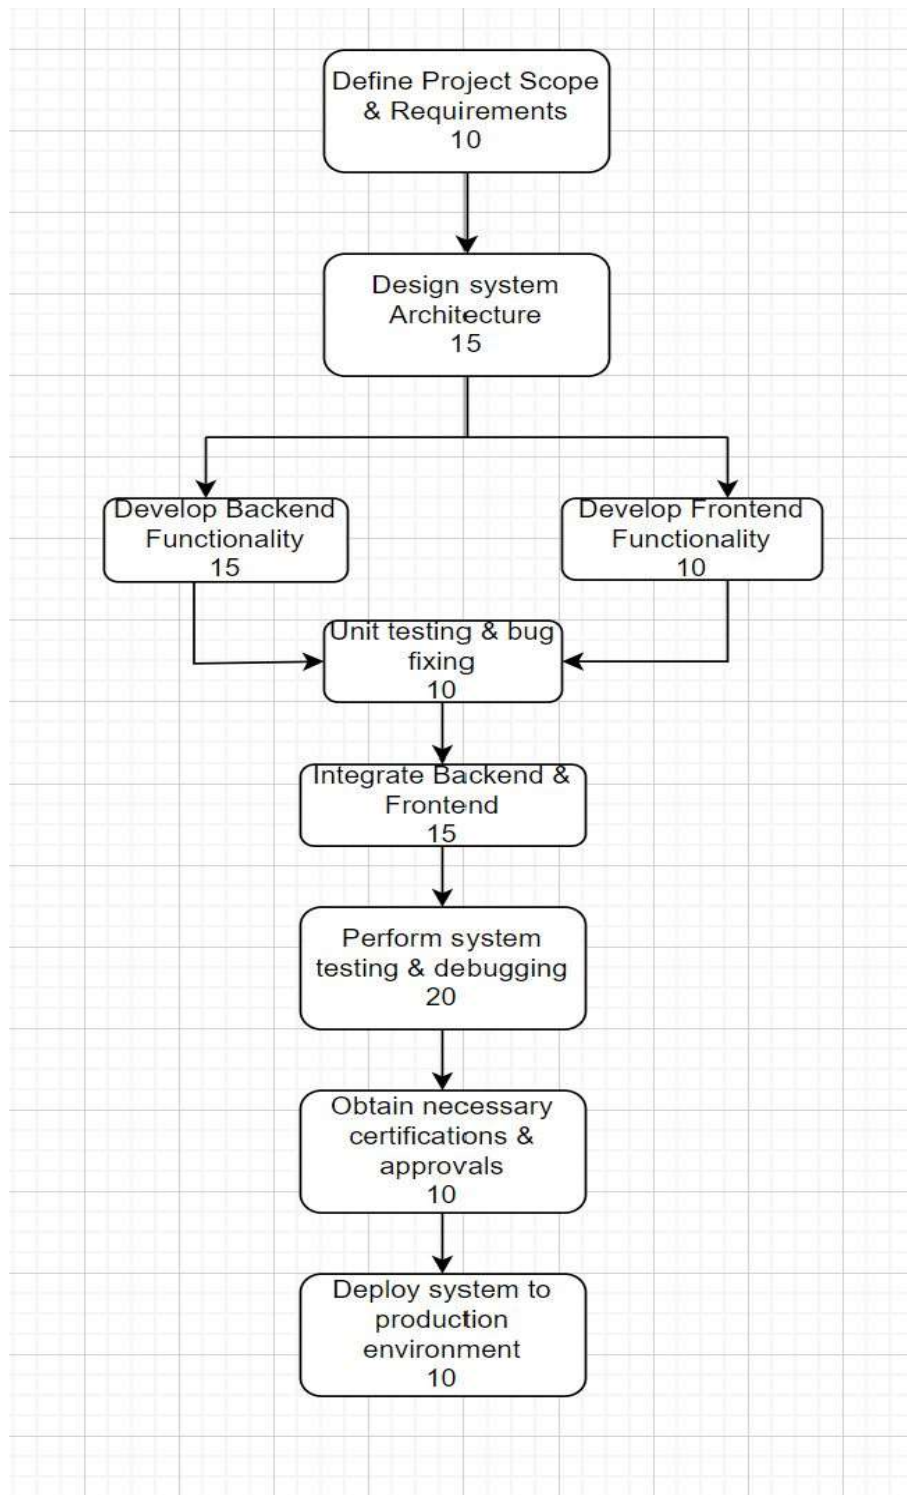 Define Project Scope
& Requirements
10
Design system
Architecture
15
Develop Backend
Functionality
15
Develop Frontend
Functionality
10
Unit testing & bug
fixing
10
Integrate Backend &
Frontend
15
Perform system
testing & debugging
20
Obtain necessary
certifications &
approvals
10
Deploy system to
production
environment
10